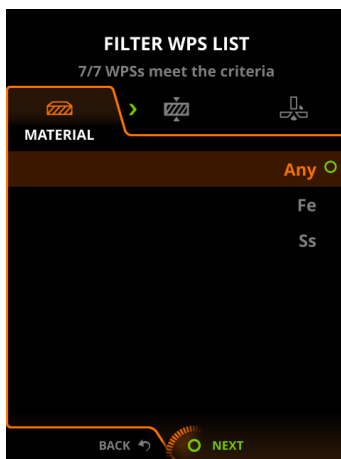 FILTER WPS LIST
7/7 WPSs meet the criteria
MATERIAL
Any
Fe
Ss
BACK NEXT